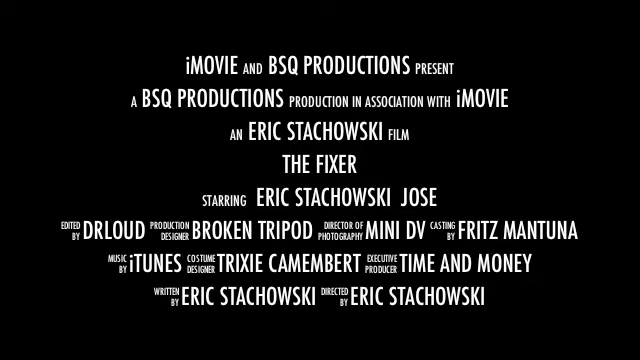 iMOVIE AND BSQ PRODUCTIONS PRESENT
A BSQ PRODUCTIONS PRODUCTION IN ASSOCIATION WITH iMOVIE
AN ERIC STACHOWSKI FILM
THE FIXER
STARRING ERIC STACHOWSKI JOSE
EDITED BY DRLOUD PRODUCTION DESIGNER BROKEN TRIPOD DIRECTOR OF PHOTOGRAPHY MINI DV CASTING BY FRITZ MANTUNA
MUSIC BY iTUNES COSTUME DESIGNER TRIXIE CAMEMBERT EXECUTIVE PRODUCER TIME AND MONEY
WRITTEN BY ERIC STACHOWSKI DIRECTED BY ERIC STACHOWSKI